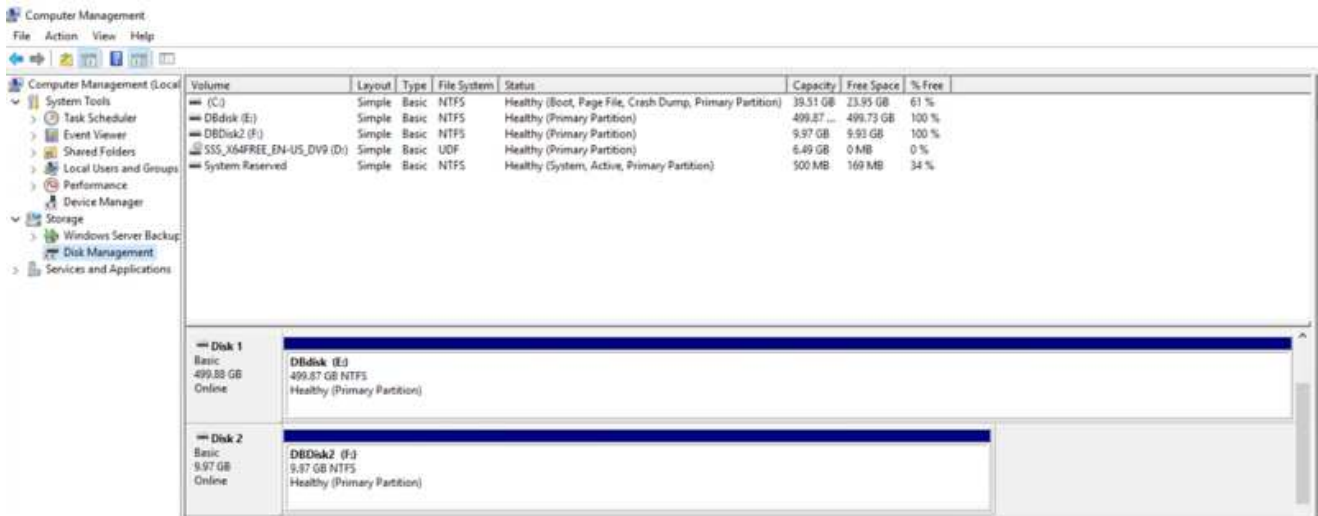 Computer Management
File Action View Help
Computer Management (Local
System Tools
Task Scheduler
Event Viewer
Shared Folders
Local Users and Groups
Performance
Device Manager
Storage
Windows Server Backup
Disk Management
Services and Applications
Volume Layout Type File System Status Capacity Free Space % Free
(C:) Simple Basic NTFS Healthy (Boot, Page File, Crash Dump, Primary Partition) 39.51 GB 23.95 GB 61 %
DBdisk (E:) Simple Basic NTFS Healthy (Primary Partition) 499.87 ... 499.73 GB 100 %
DBDisk2 (F:) Simple Basic NTFS Healthy (Primary Partition) 9.97 GB 9.93 GB 100 %
SSS_X64FREE_EN-US_DV9 (D:) Simple Basic UDF Healthy (Primary Partition) 6.49 GB 0 MB 0 %
System Reserved Simple Basic NTFS Healthy (System, Active, Primary Partition) 500 MB 169 MB 34 %
Disk 1
Basic
499.88 GB
Online
DBdisk (E:)
499.87 GB NTFS
Healthy (Primary Partition)
Disk 2
Basic
9.97 GB
Online
DBDisk2 (F:)
9.97 GB NTFS
Healthy (Primary Partition)